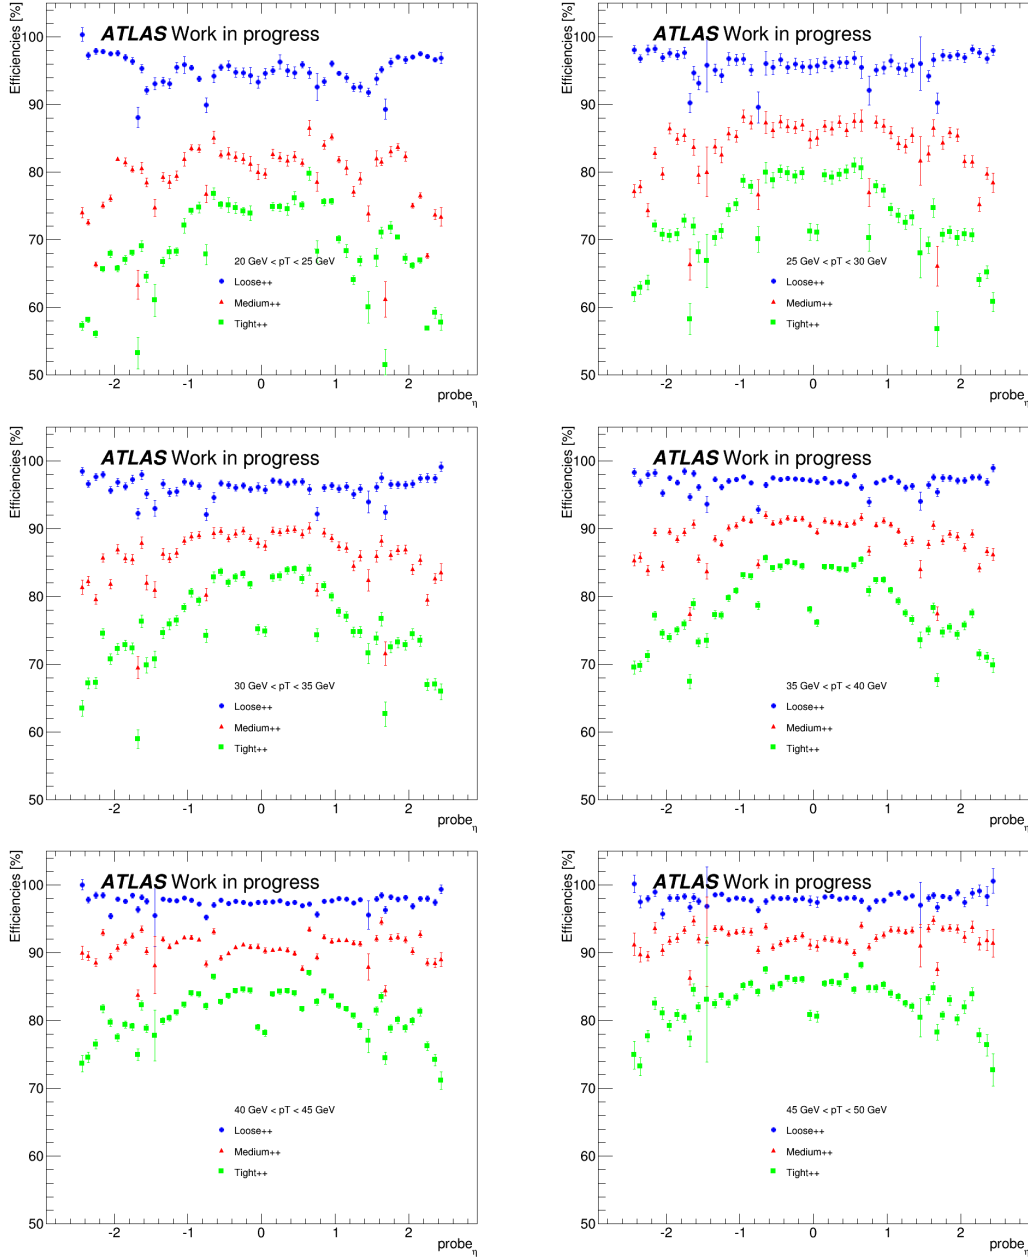 ATLAS Work in progress
Efficiencies [%]
100
90
80
70
60
50
20 GeV < pT < 25 GeV
Loose++
Medium++
Tight++
-2 -1 0 1 2
probe η
ATLAS Work in progress
Efficiencies [%]
100
90
80
70
60
50
25 GeV < pT < 30 GeV
Loose++
Medium++
Tight++
-2 -1 0 1 2
probe η
ATLAS Work in progress
Efficiencies [%]
100
90
80
70
60
50
30 GeV < pT < 35 GeV
Loose++
Medium++
Tight++
-2 -1 0 1 2
probe η
ATLAS Work in progress
Efficiencies [%]
100
90
80
70
60
50
35 GeV < pT < 40 GeV
Loose++
Medium++
Tight++
-2 -1 0 1 2
probe η
ATLAS Work in progress
Efficiencies [%]
100
90
80
70
60
50
40 GeV < pT < 45 GeV
Loose++
Medium++
Tight++
-2 -1 0 1 2
probe η
ATLAS Work in progress
Efficiencies [%]
100
90
80
70
60
50
45 GeV < pT < 50 GeV
Loose++
Medium++
Tight++
-2 -1 0 1 2
probe η